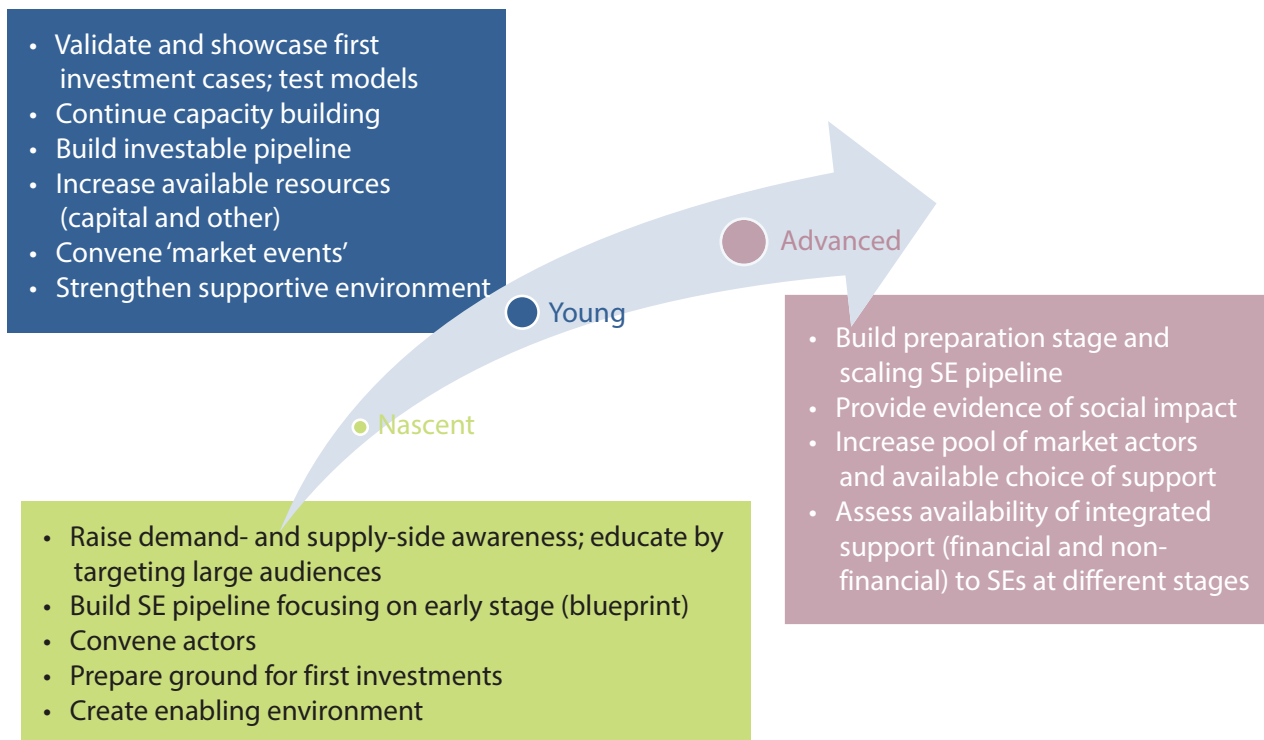 • Validate and showcase first
investment cases; test models
• Continue capacity building
• Build investable pipeline
• Increase available resources
(capital and other)
• Convene ‘market events’
• Strengthen supportive environment
Advanced
Young
Nascent
• Build preparation stage and
scaling SE pipeline
• Provide evidence of social impact
• Increase pool of market actors
and available choice of support
• Assess availability of integrated
support (financial and non-
financial) to SEs at different stages
• Raise demand- and supply-side awareness; educate by
targeting large audiences
• Build SE pipeline focusing on early stage (blueprint)
• Convene actors
• Prepare ground for first investments
• Create enabling environment